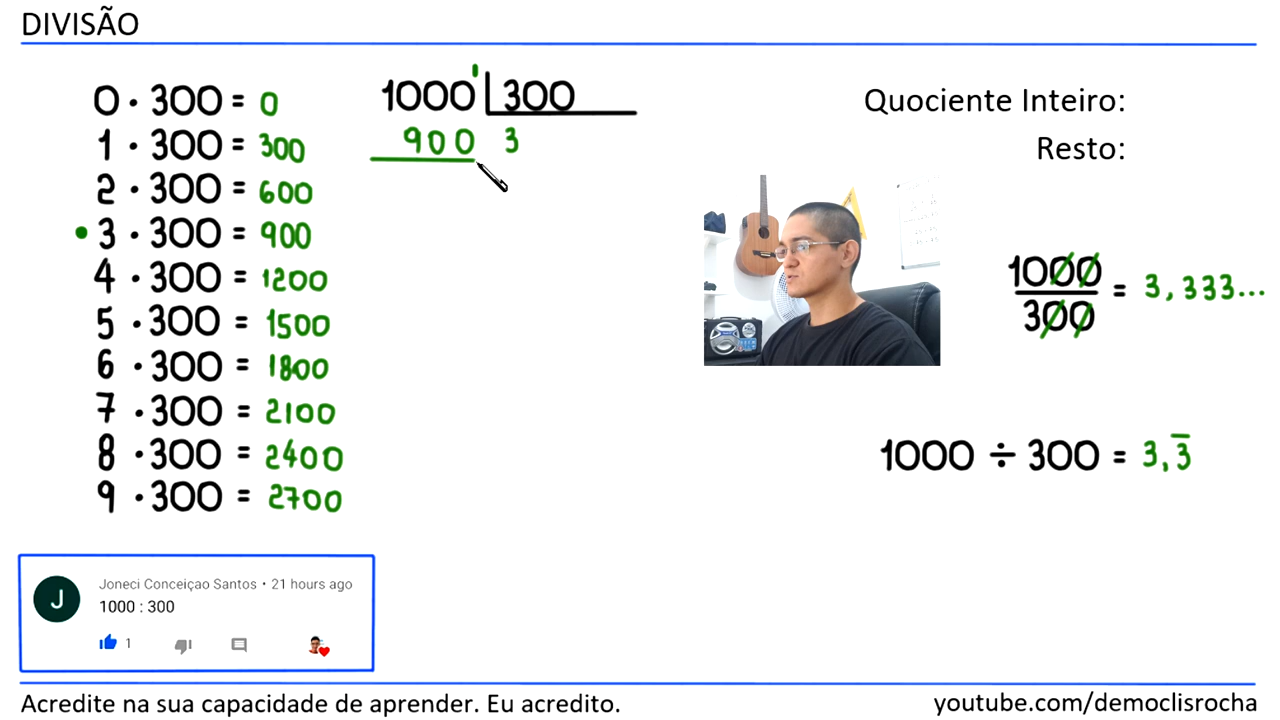 DIVISÃO
0 · 300 = 0
1 · 300 = 300
2 · 300 = 600
• 3 · 300 = 900
4 · 300 = 1200
5 · 300 = 1500
6 · 300 = 1800
7 · 300 = 2100
8 · 300 = 2400
9 · 300 = 2700
1000' 300
900 3
Quociente Inteiro:
Resto:
1000
300
= 3,333...
1000 ÷ 300 = 3,3̅
Joneci Conceiçao Santos • 21 hours ago
J
1000 : 300
1
Acredite na sua capacidade de aprender. Eu acredito.
youtube.com/democlisrocha